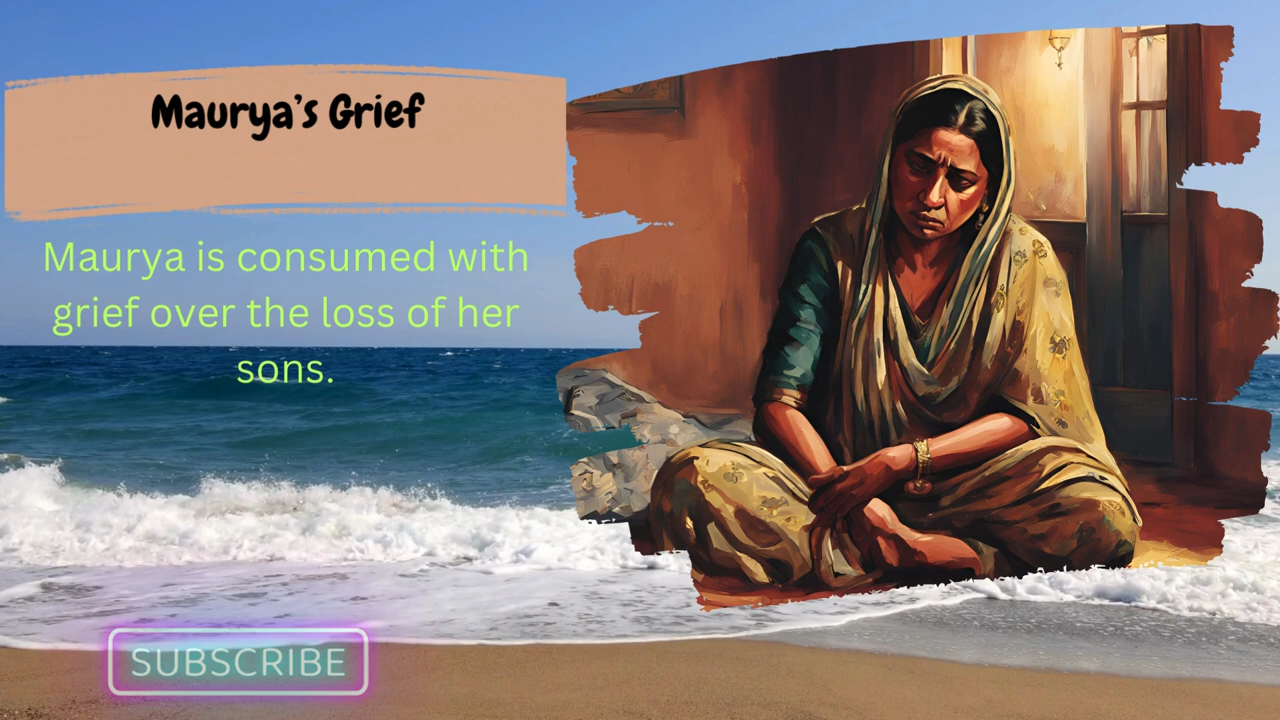 Maurya's Grief
Maurya is consumed with
grief over the loss of her
sons.
SUBSCRIBE